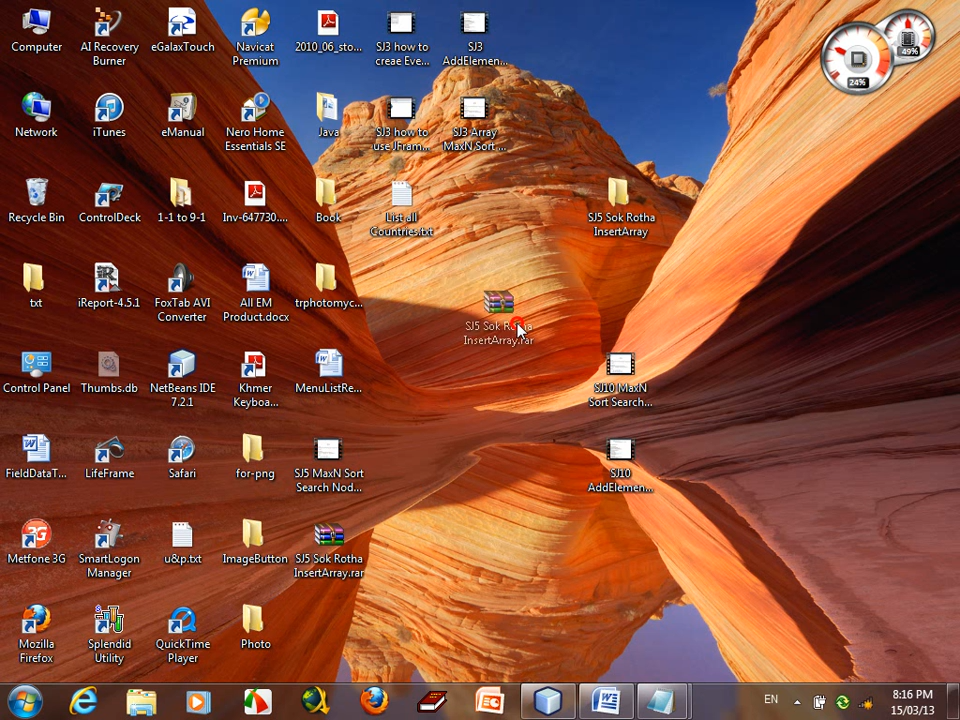 Computer
AI Recovery
Burner
eGalaxTouch
Navicat
Premium
2010_06_sto...
SJ3 how to
creae Eve...
SJ3
AddElemen...
24%
49%
Network
iTunes
eManual
Nero Home
Essentials SE
Java
SJ3 how to
use JFram...
SJ3 Array
MaxN Sort ...
Recycle Bin
ControlDeck
1-1 to 9-1
Inv-647730....
Book
List all
Countries.txt
SJ5 Sok Rotha
InsertArray
txt
iReport-4.5.1
FoxTab AVI
Converter
All EM
Product.docx
trphotomyc...
SJ5 Sok Rotha
InsertArray.rar
Control Panel
Thumbs.db
NetBeans IDE
7.2.1
Khmer
Keyboa...
MenuListRe...
SJ10 MaxN
Sort Search...
FieldDataT...
LifeFrame
Safari
for-png
SJ5 MaxN Sort
Search Nod...
SJ10
AddElemen...
Metfone 3G
SmartLogon
Manager
u&p.txt
ImageButton
SJ5 Sok Rotha
InsertArray.rar
Mozilla
Firefox
Splendid
Utility
QuickTime
Player
Photo
EN
8:16 PM
15/03/13